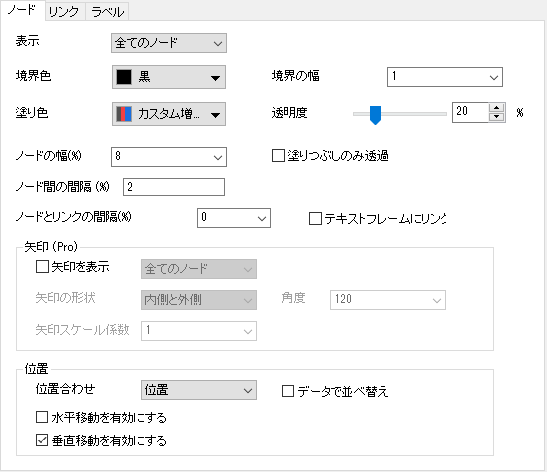 ノード リンク ラベル
表示 全てのノード
境界色 黒 境界の幅 1
塗り色 カスタム増... 透明度 20 %
ノードの幅(%) 8 塗りつぶしのみ透過
ノード間の間隔 (%) 2
ノードとリンクの間隔(%) 0 テキストフレームにリンク
矢印 (Pro)
矢印を表示 全てのノード
矢印の形状 内側と外側 角度 120
矢印スケール係数 1
位置
位置合わせ 位置 データで並べ替え
水平移動を有効にする
垂直移動を有効にする